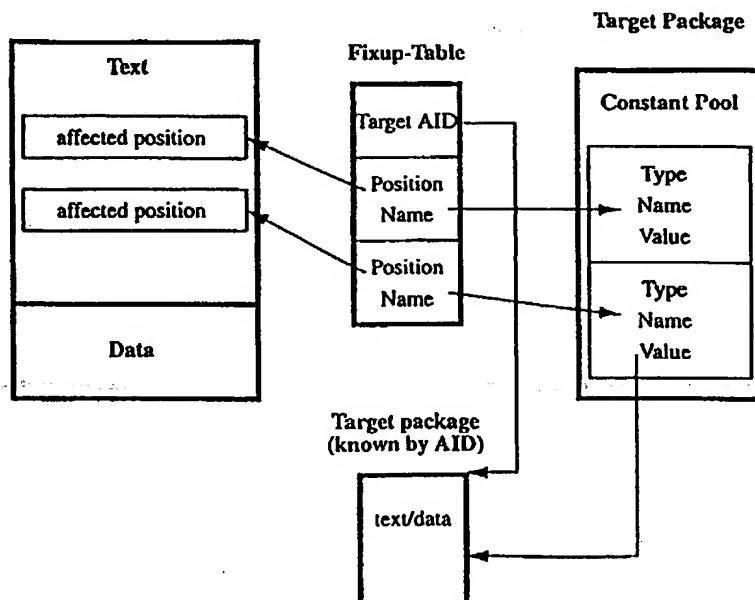 Target Package
Fixup-Table
Text
affected position
affected position
Data
Target AID
Position
Name
Position
Name
Constant Pool
Type
Name
Value
Type
Name
Value
Target package
(known by AID)
text/data